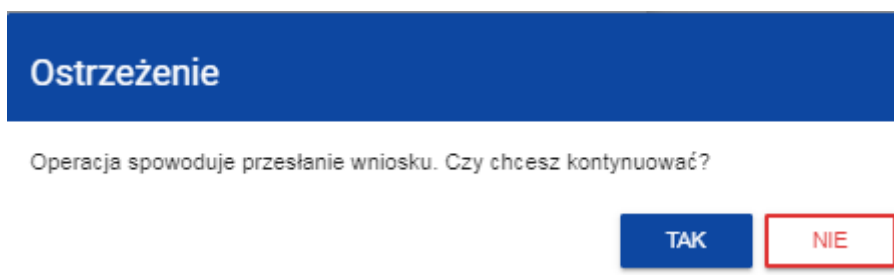 Ostrzeżenie
Operacja spowoduje przesłanie wniosku. Czy chcesz kontynuować?
TAK NIE